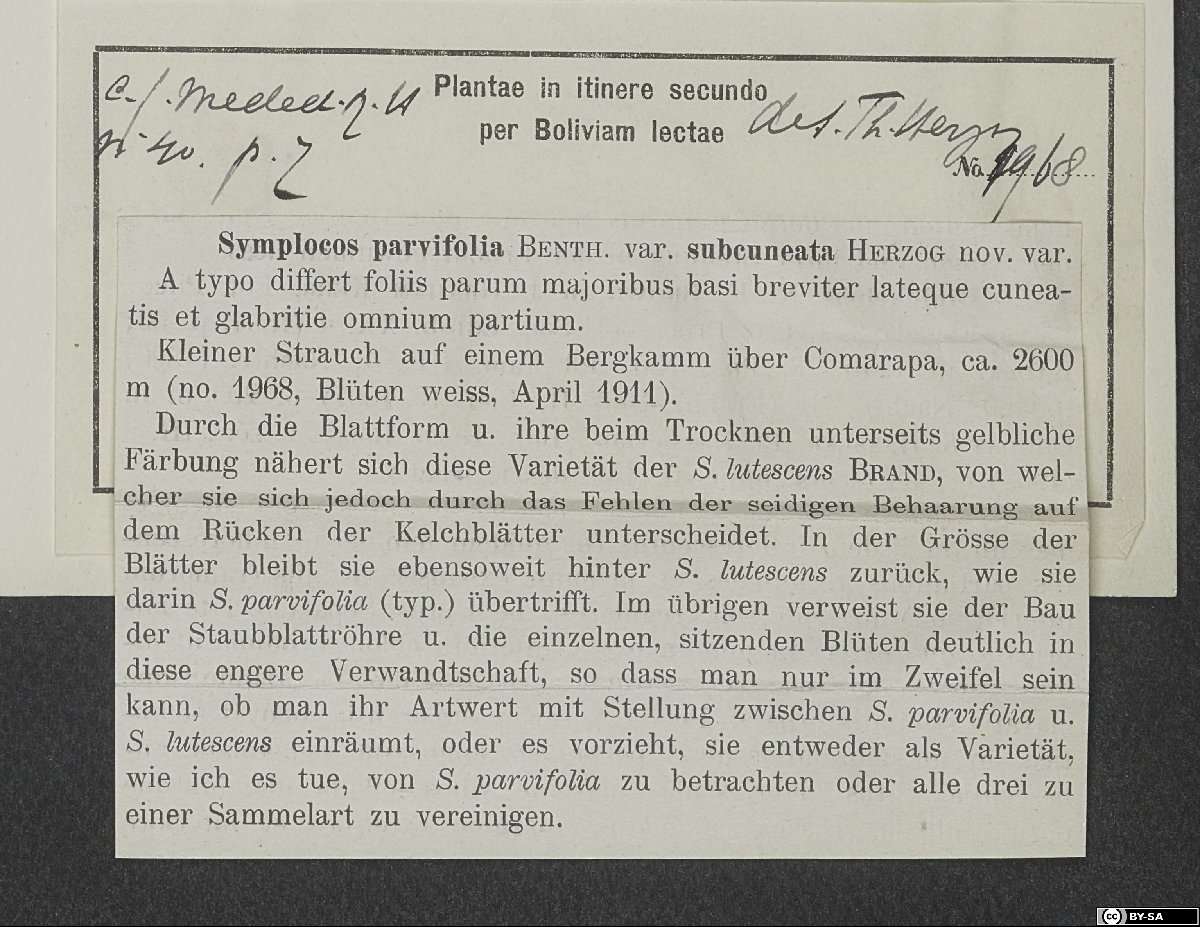 c.f. Meded. R. H
Plantae in itinere secundo
No 40. p. 7
per Boliviam lectae
det. Th. Herzog
No. 1968
Symplocos parvifolia BENTH. var. subcuneata HERZOG nov. var.
A typo differt foliis parum majoribus basi breviter lateque cunea-
tis et glabritie omnium partium.
Kleiner Strauch auf einem Bergkamm über Comarapa, ca. 2600
m (no. 1968, Blüten weiss, April 1911).
Durch die Blattform u. ihre beim Trocknen unterseits gelbliche
Färbung nähert sich diese Varietät der S. lutescens BRAND, von wel-
cher sie sich jedoch durch das Fehlen der seidigen Behaarung auf
dem Rücken der Kelchblätter unterscheidet. In der Grösse der
Blätter bleibt sie ebensoweit hinter S. lutescens zurück, wie sie
darin S. parvifolia (typ.) übertrifft. Im übrigen verweist sie der Bau
der Staubblattröhre u. die einzelnen, sitzenden Blüten deutlich in
diese engere Verwandtschaft, so dass man nur im Zweifel sein
kann, ob man ihr Artwert mit Stellung zwischen S. parvifolia u.
S. lutescens einräumt, oder es vorzieht, sie entweder als Varietät,
wie ich es tue, von S. parvifolia zu betrachten oder alle drei zu
einer Sammelart zu vereinigen.
cc BY-SA